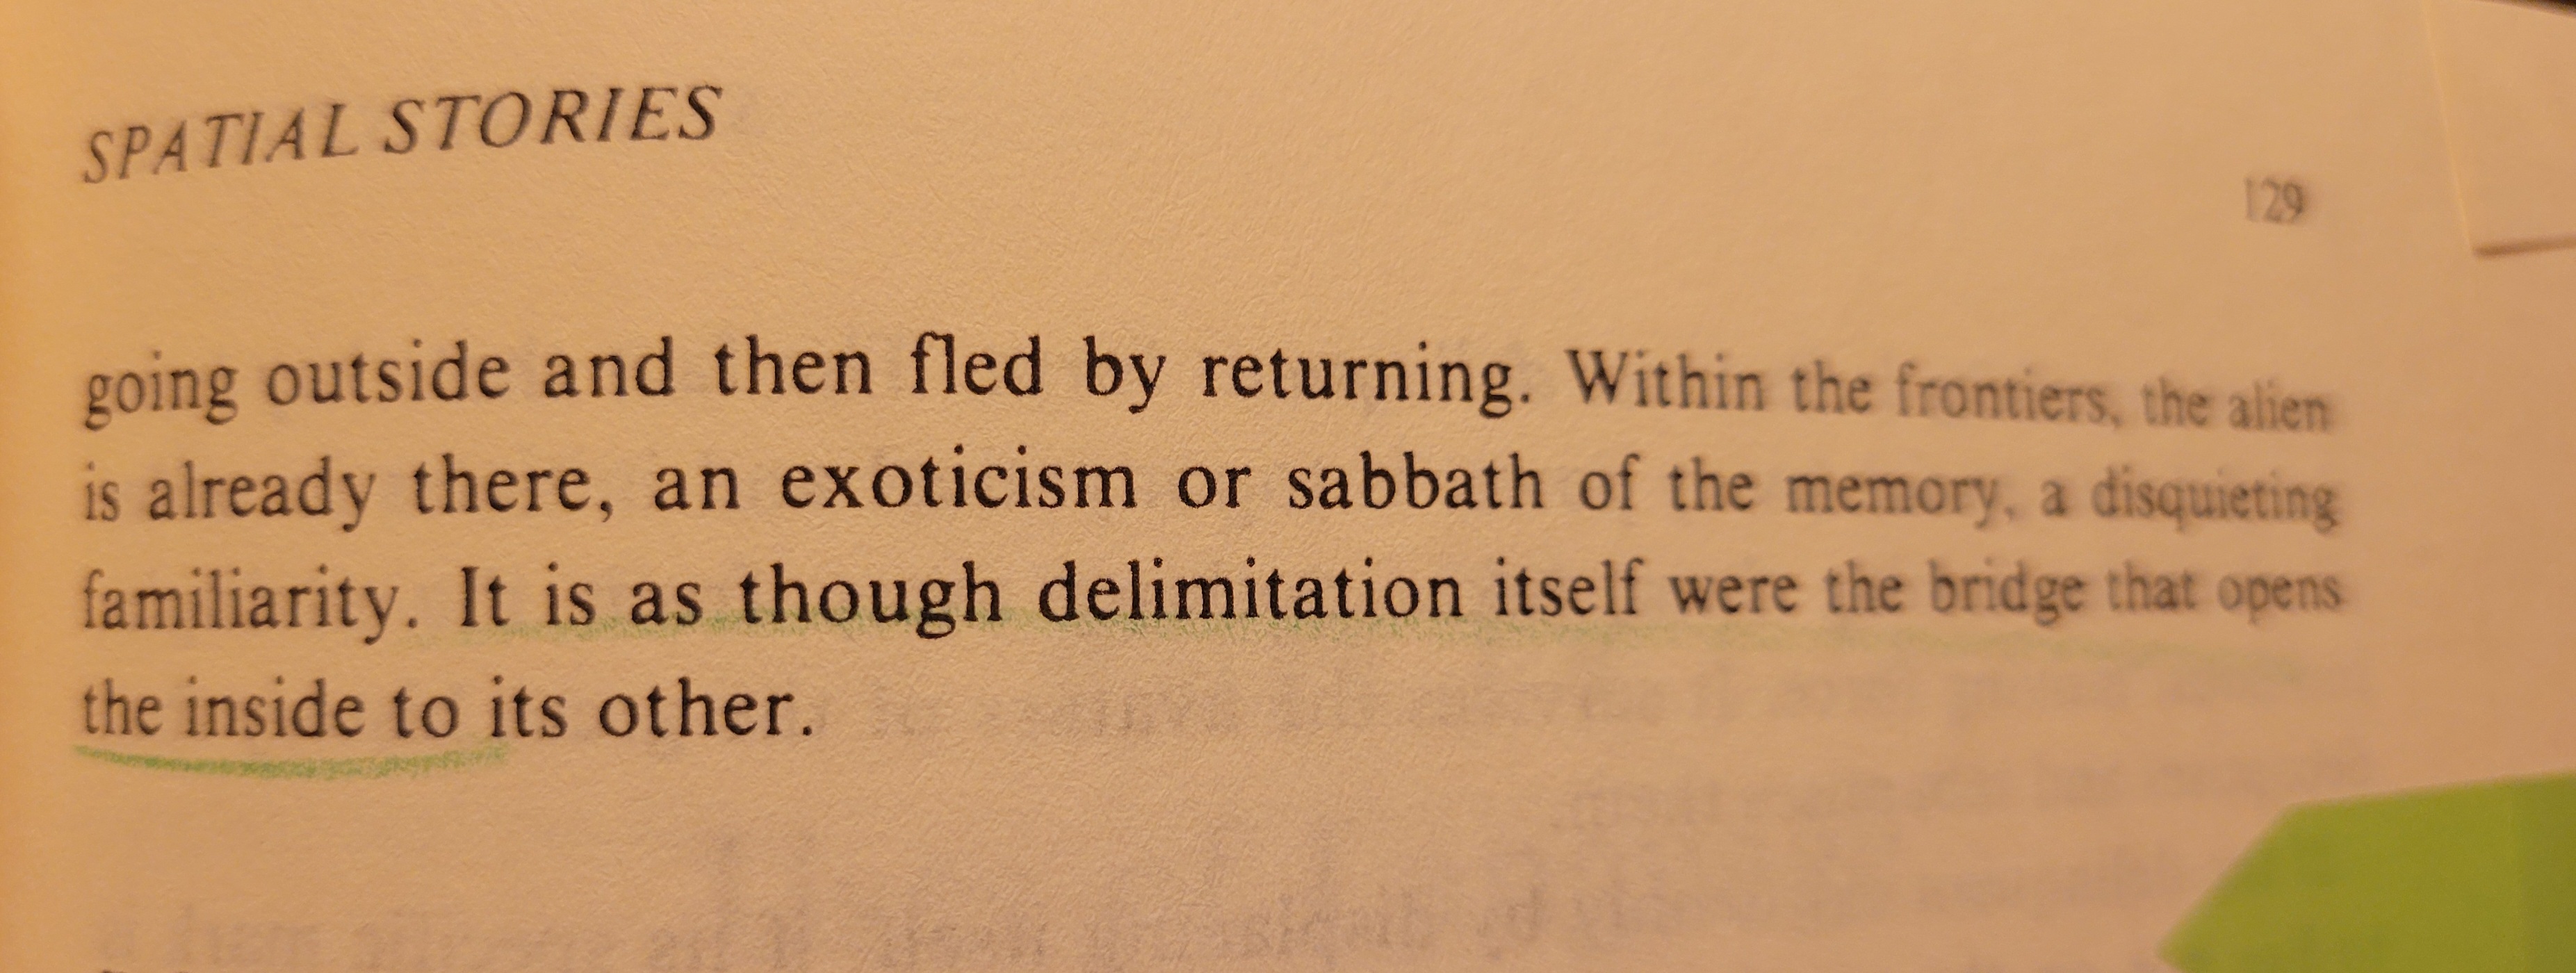 SPATIAL STORIES
129
going outside and then fled by returning. Within the frontiers, the alien
is already there, an exoticism or sabbath of the memory, a disquieting
familiarity. It is as though delimitation itself were the bridge that opens
the inside to its other.